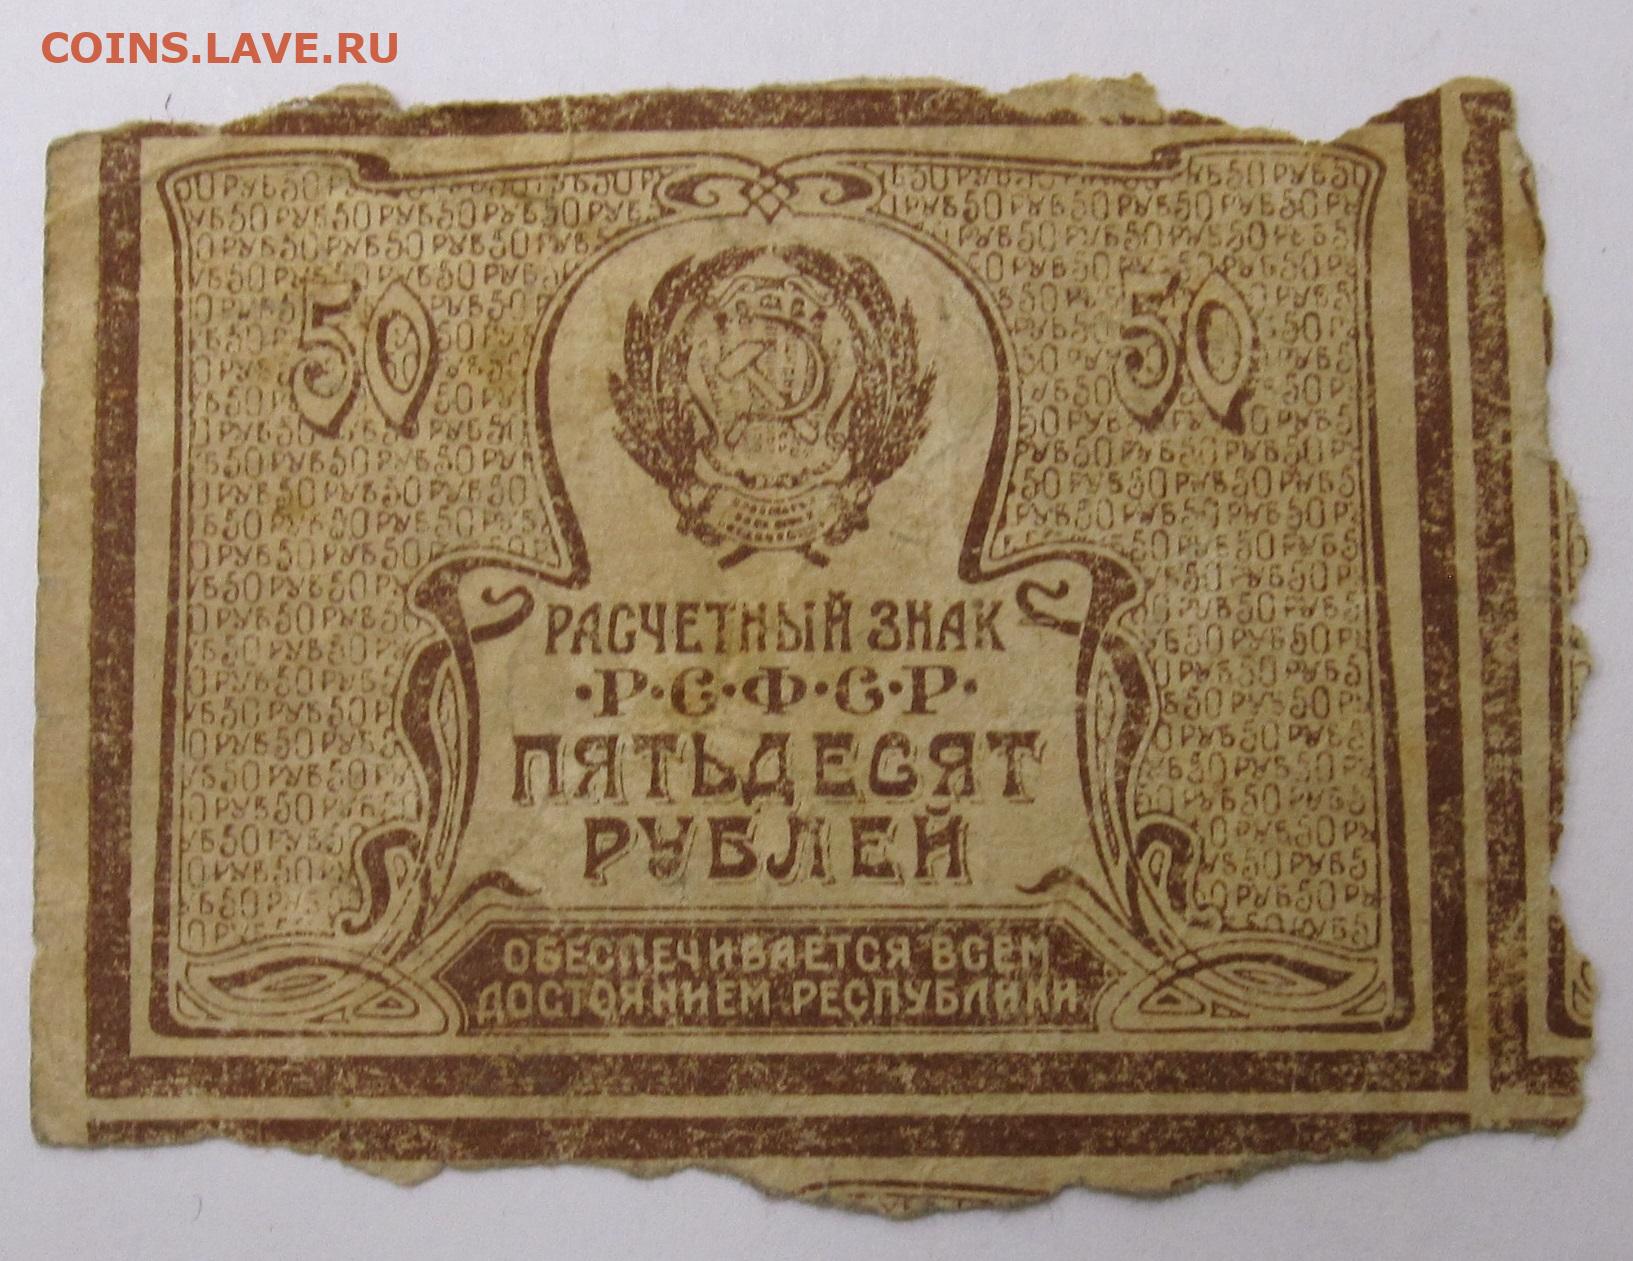 COINS.LAVE.RU
50 50
РАСЧЕТНЫЙ ЗНАК
·Р·С·Ф·С·Р·
ПЯТЬДЕСЯТ
РУБЛЕЙ
ОБЕСПЕЧИВАЕТСЯ ВСЕМ
ДОСТОЯНИЕМ РЕСПУБЛИКИ